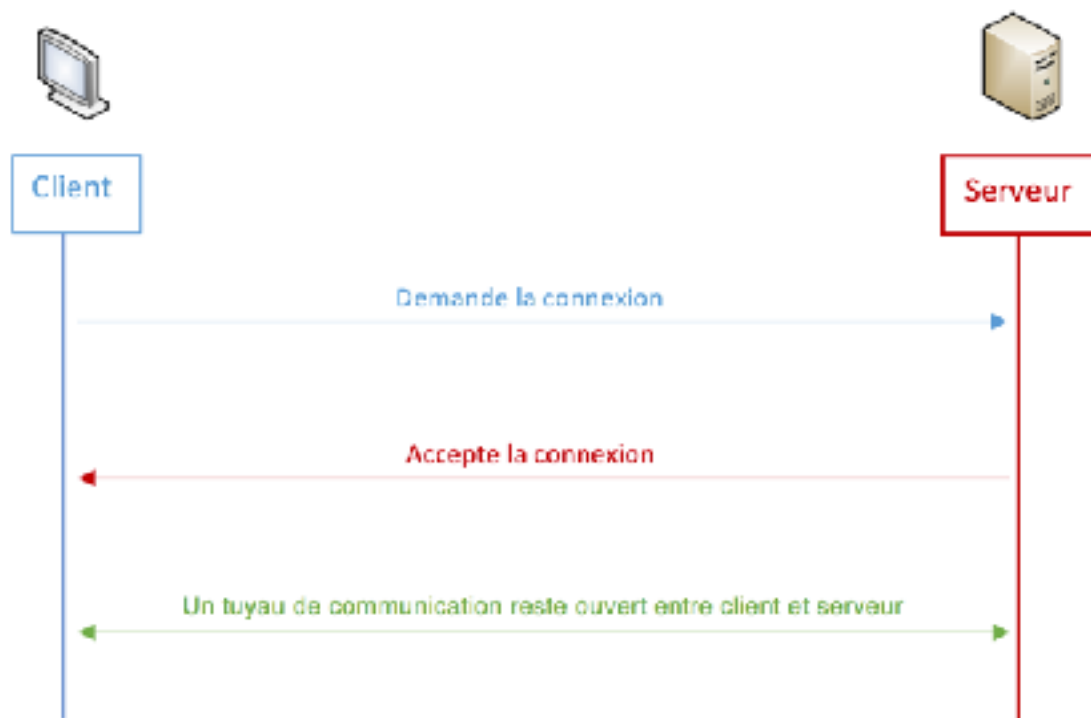 Client
Serveur
Demande la connexion
Accepte la connexion
Un tuyau de communication reste ouvert entre client et serveur